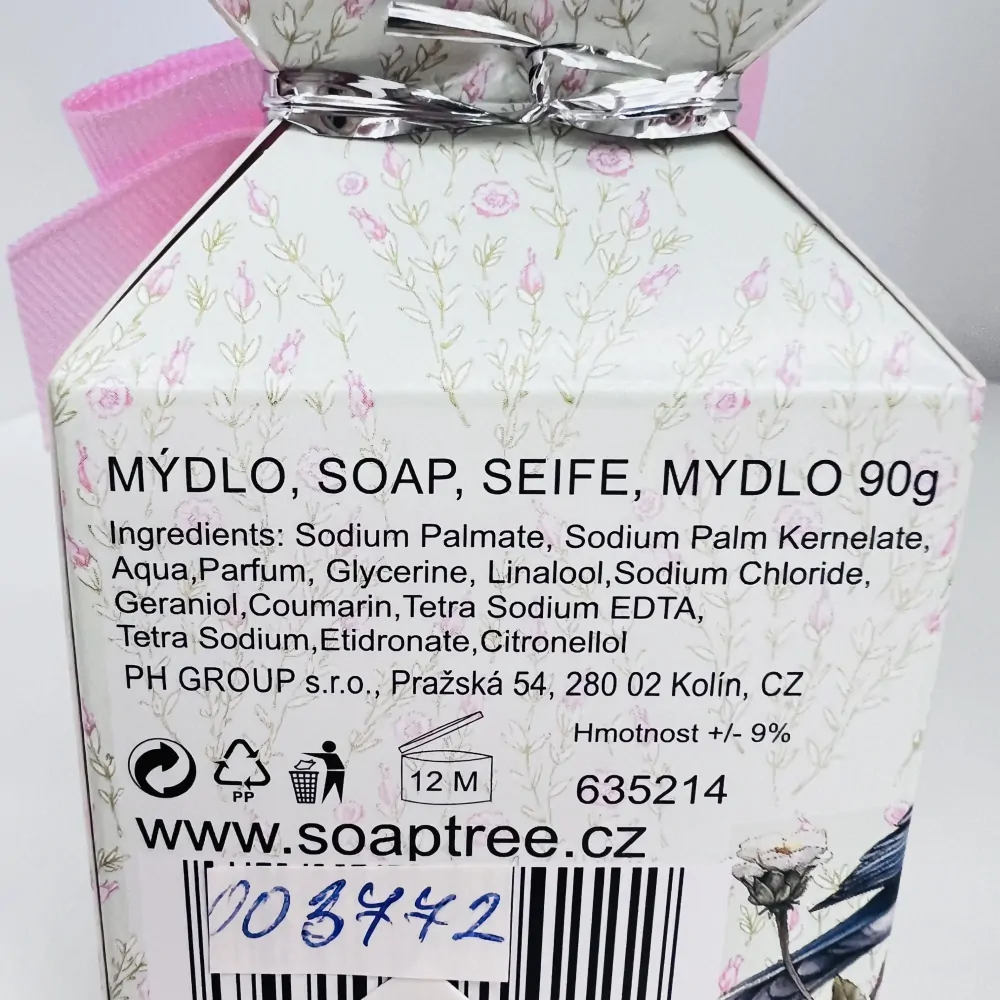 MÝDLO, SOAP, SEIFE, MYDLO 90g
Ingredients: Sodium Palmate, Sodium Palm Kernelate,
Aqua,Parfum, Glycerine, Linalool,Sodium Chloride,
Geraniol,Coumarin,Tetra Sodium EDTA,
Tetra Sodium,Etidronate,Citronellol
PH GROUP s.r.o., Pražská 54, 280 02 Kolín, CZ
Hmotnost +/- 9%
PP
12 M
635214
www.soaptree.cz
003772